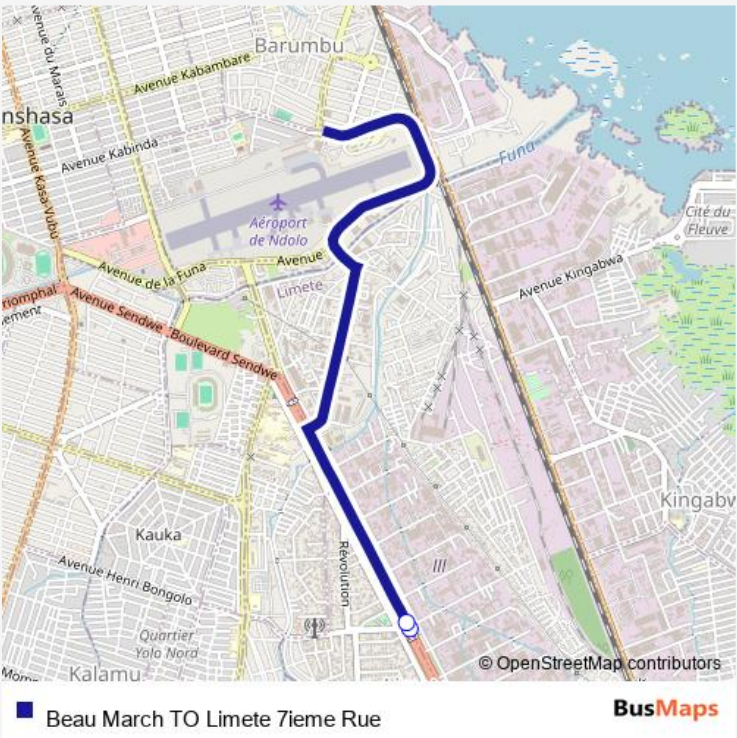 Barumbu
Avenue Kabambare
venue du Marais
nshasa
Avenue Kabinda
Avenue Kasa-Vubu
Funa
Aéroport
de Ndolo
Cité du
Fleuve
Avenue de la Funa
Avenue
Avenue Kingabwa
Limete
riomphal
Avenue Sendwe
Boulevard Sendwe
ement
Kingabw
Kauka
Révolution
III
Avenue Henri Bongolo
Quartier
Yolo Nord
Kalamu
© OpenStreetMap contributors
Beau March TO Limete 7ieme Rue
BusMaps